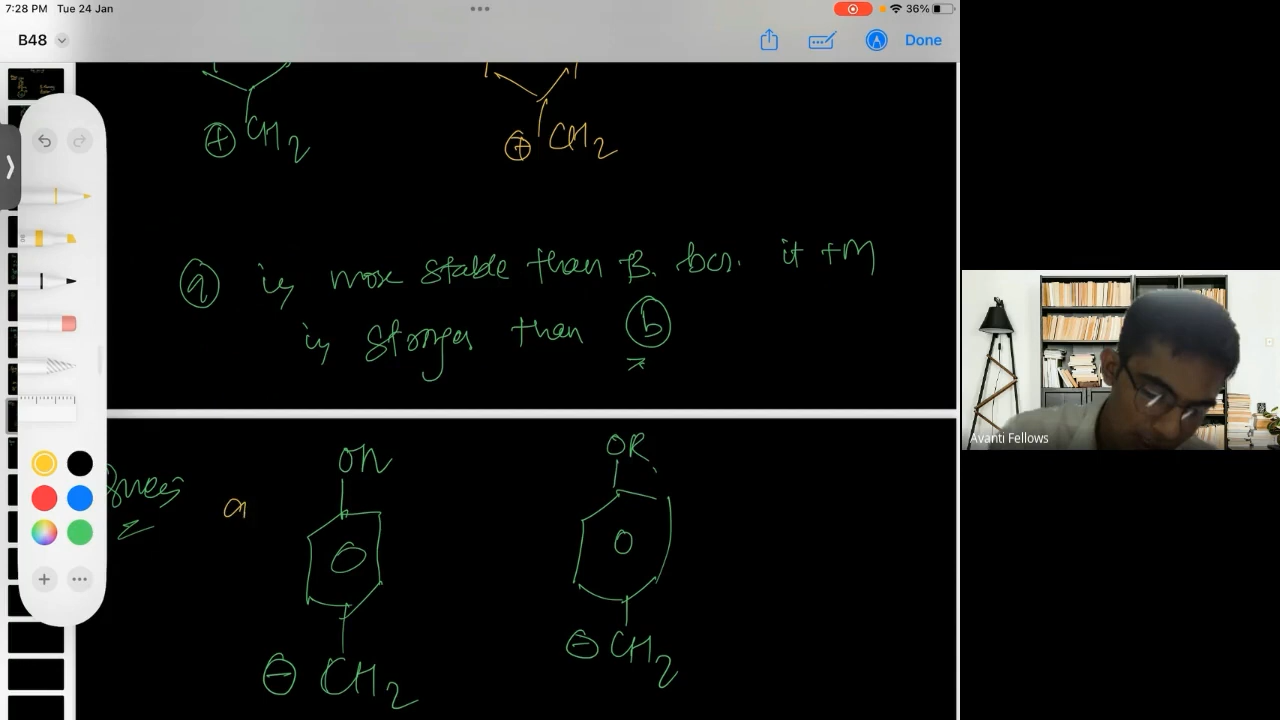 7:28 PM Tue 24 Jan
36%
B48
Done
⊕ CH2
⊕ CH2
ⓐ is more stable than B. bcs. it +M
is stronger than ⓑ
Ques
a
OH
OR
⊖ CH2
⊖ CH2
Avanti Fellows